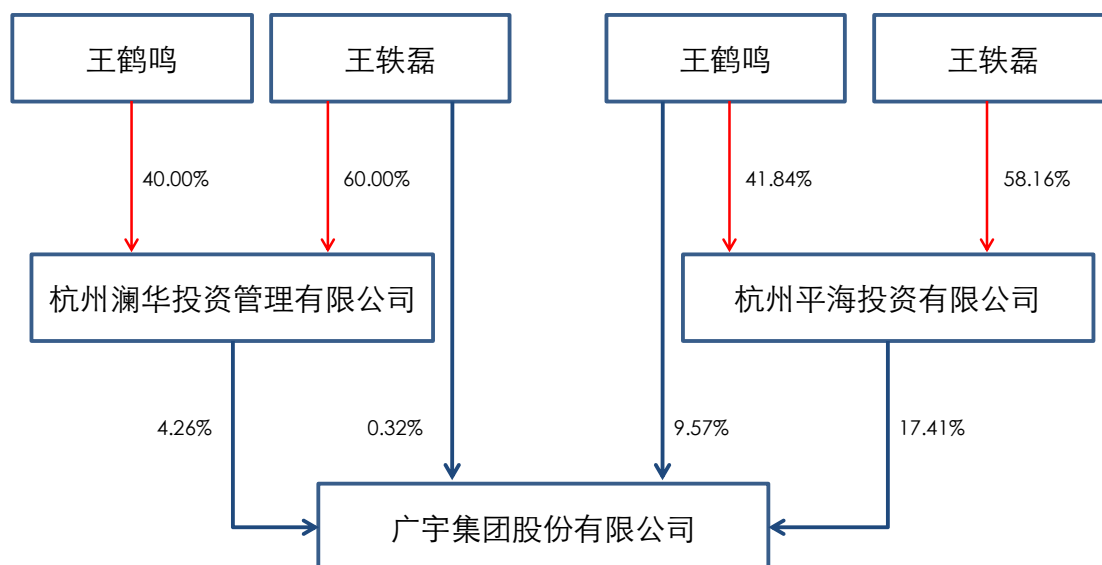 王鹤鸣
王轶磊
王鹤鸣
王轶磊
40.00%
60.00%
41.84%
58.16%
杭州澜华投资管理有限公司
杭州平海投资有限公司
4.26%
0.32%
9.57%
17.41%
广宇集团股份有限公司